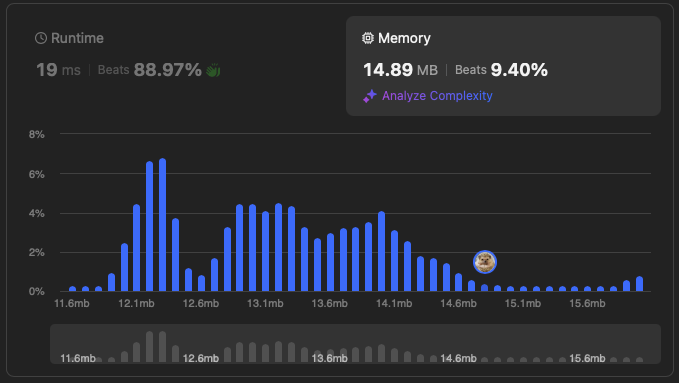 Runtime
19 ms | Beats 88.97%
Memory
14.89 MB | Beats 9.40%
Analyze Complexity
8%
6%
4%
2%
0%
11.6mb 12.1mb 12.6mb 13.1mb 13.6mb 14.1mb 14.6mb 15.1mb 15.6mb
11.6mb 12.6mb 13.6mb 14.6mb 15.6mb